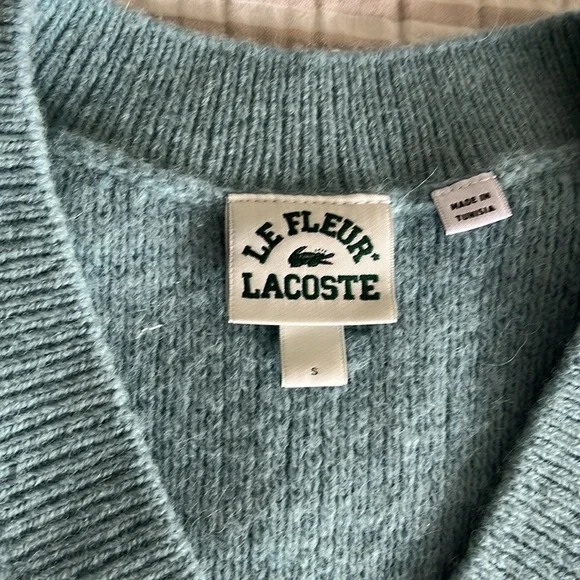 LE FLEUR*
LACOSTE
S
MADE IN
TUNISIA